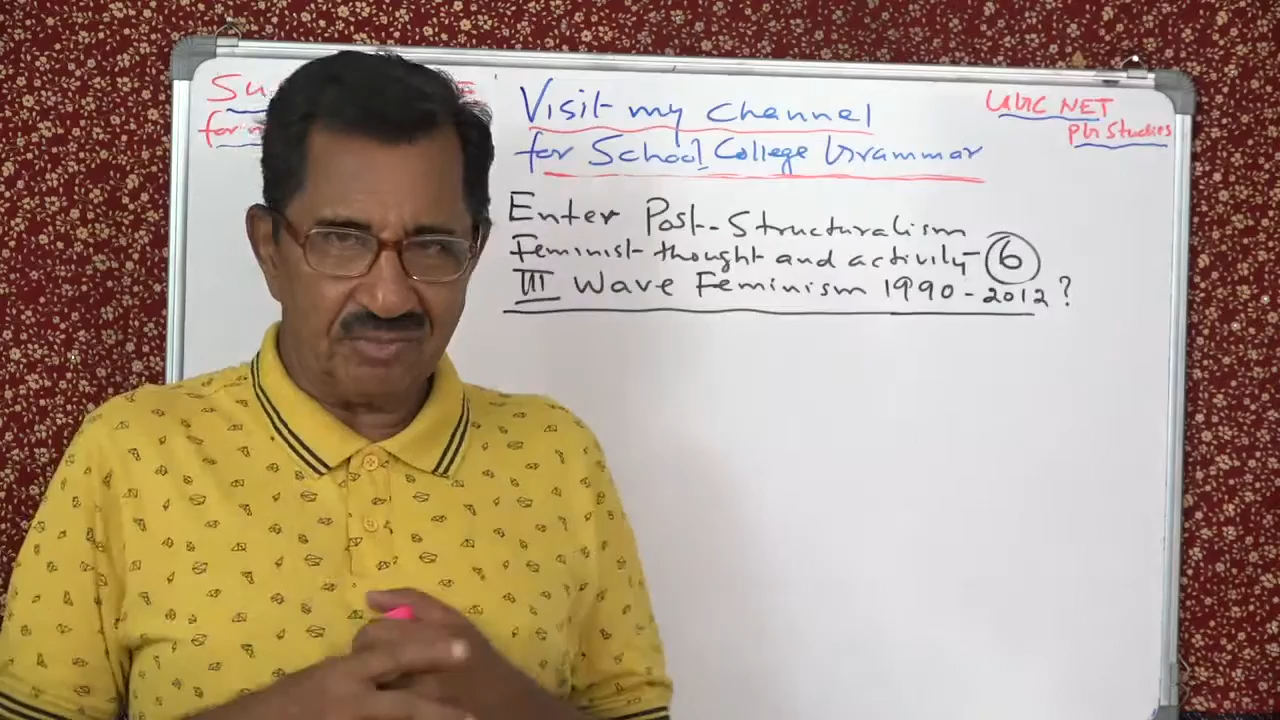 Visit my channel
for School, College Grammar
UGC NET
PG Studies
Enter Post-Structuralism
Feminist thought and activity- 6
III Wave Feminism 1990-2012?